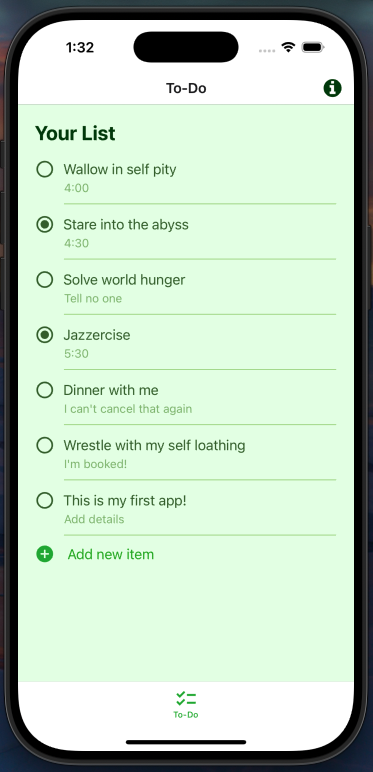 1:32
To-Do
Your List
Wallow in self pity
4:00
Stare into the abyss
4:30
Solve world hunger
Tell no one
Jazzercise
5:30
Dinner with me
I can't cancel that again
Wrestle with my self loathing
I'm booked!
This is my first app!
Add details
Add new item
To-Do